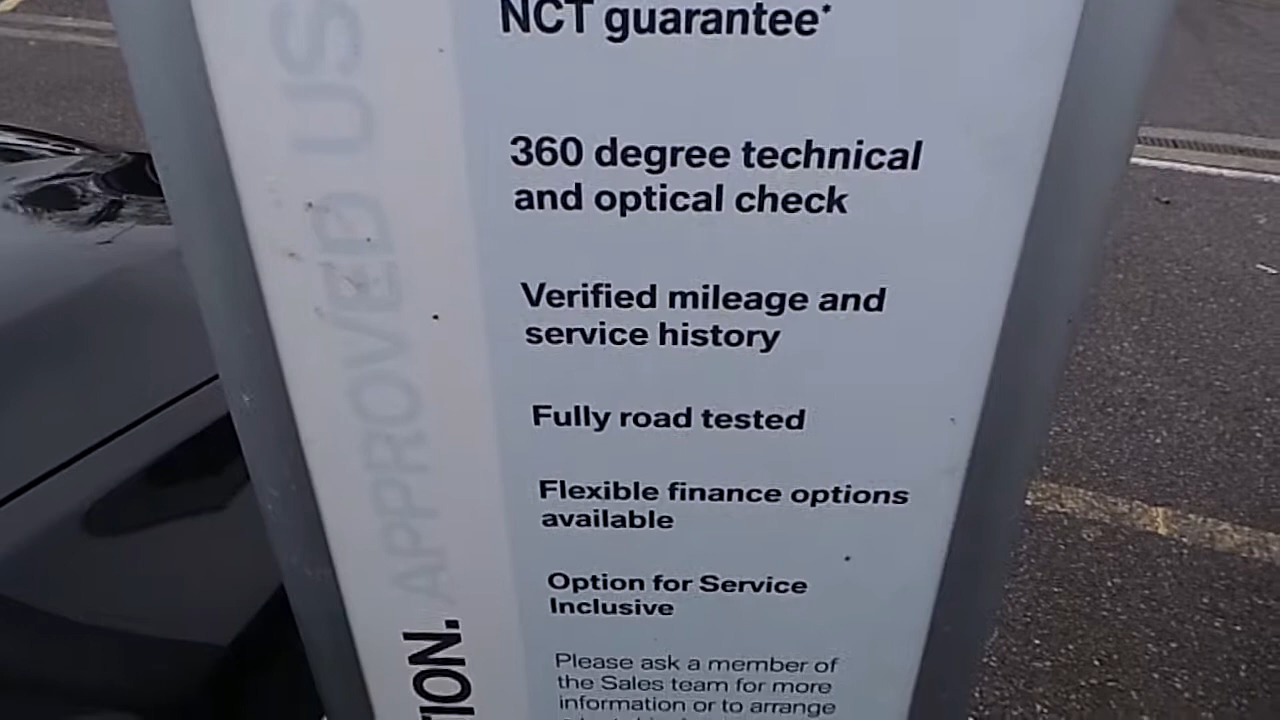 NCT guarantee*
360 degree technical
and optical check
Verified mileage and
service history
Fully road tested
Flexible finance options
available
Option for Service
Inclusive
Please ask a member of
the Sales team for more
information or to arrange
APPROVED US
TION.